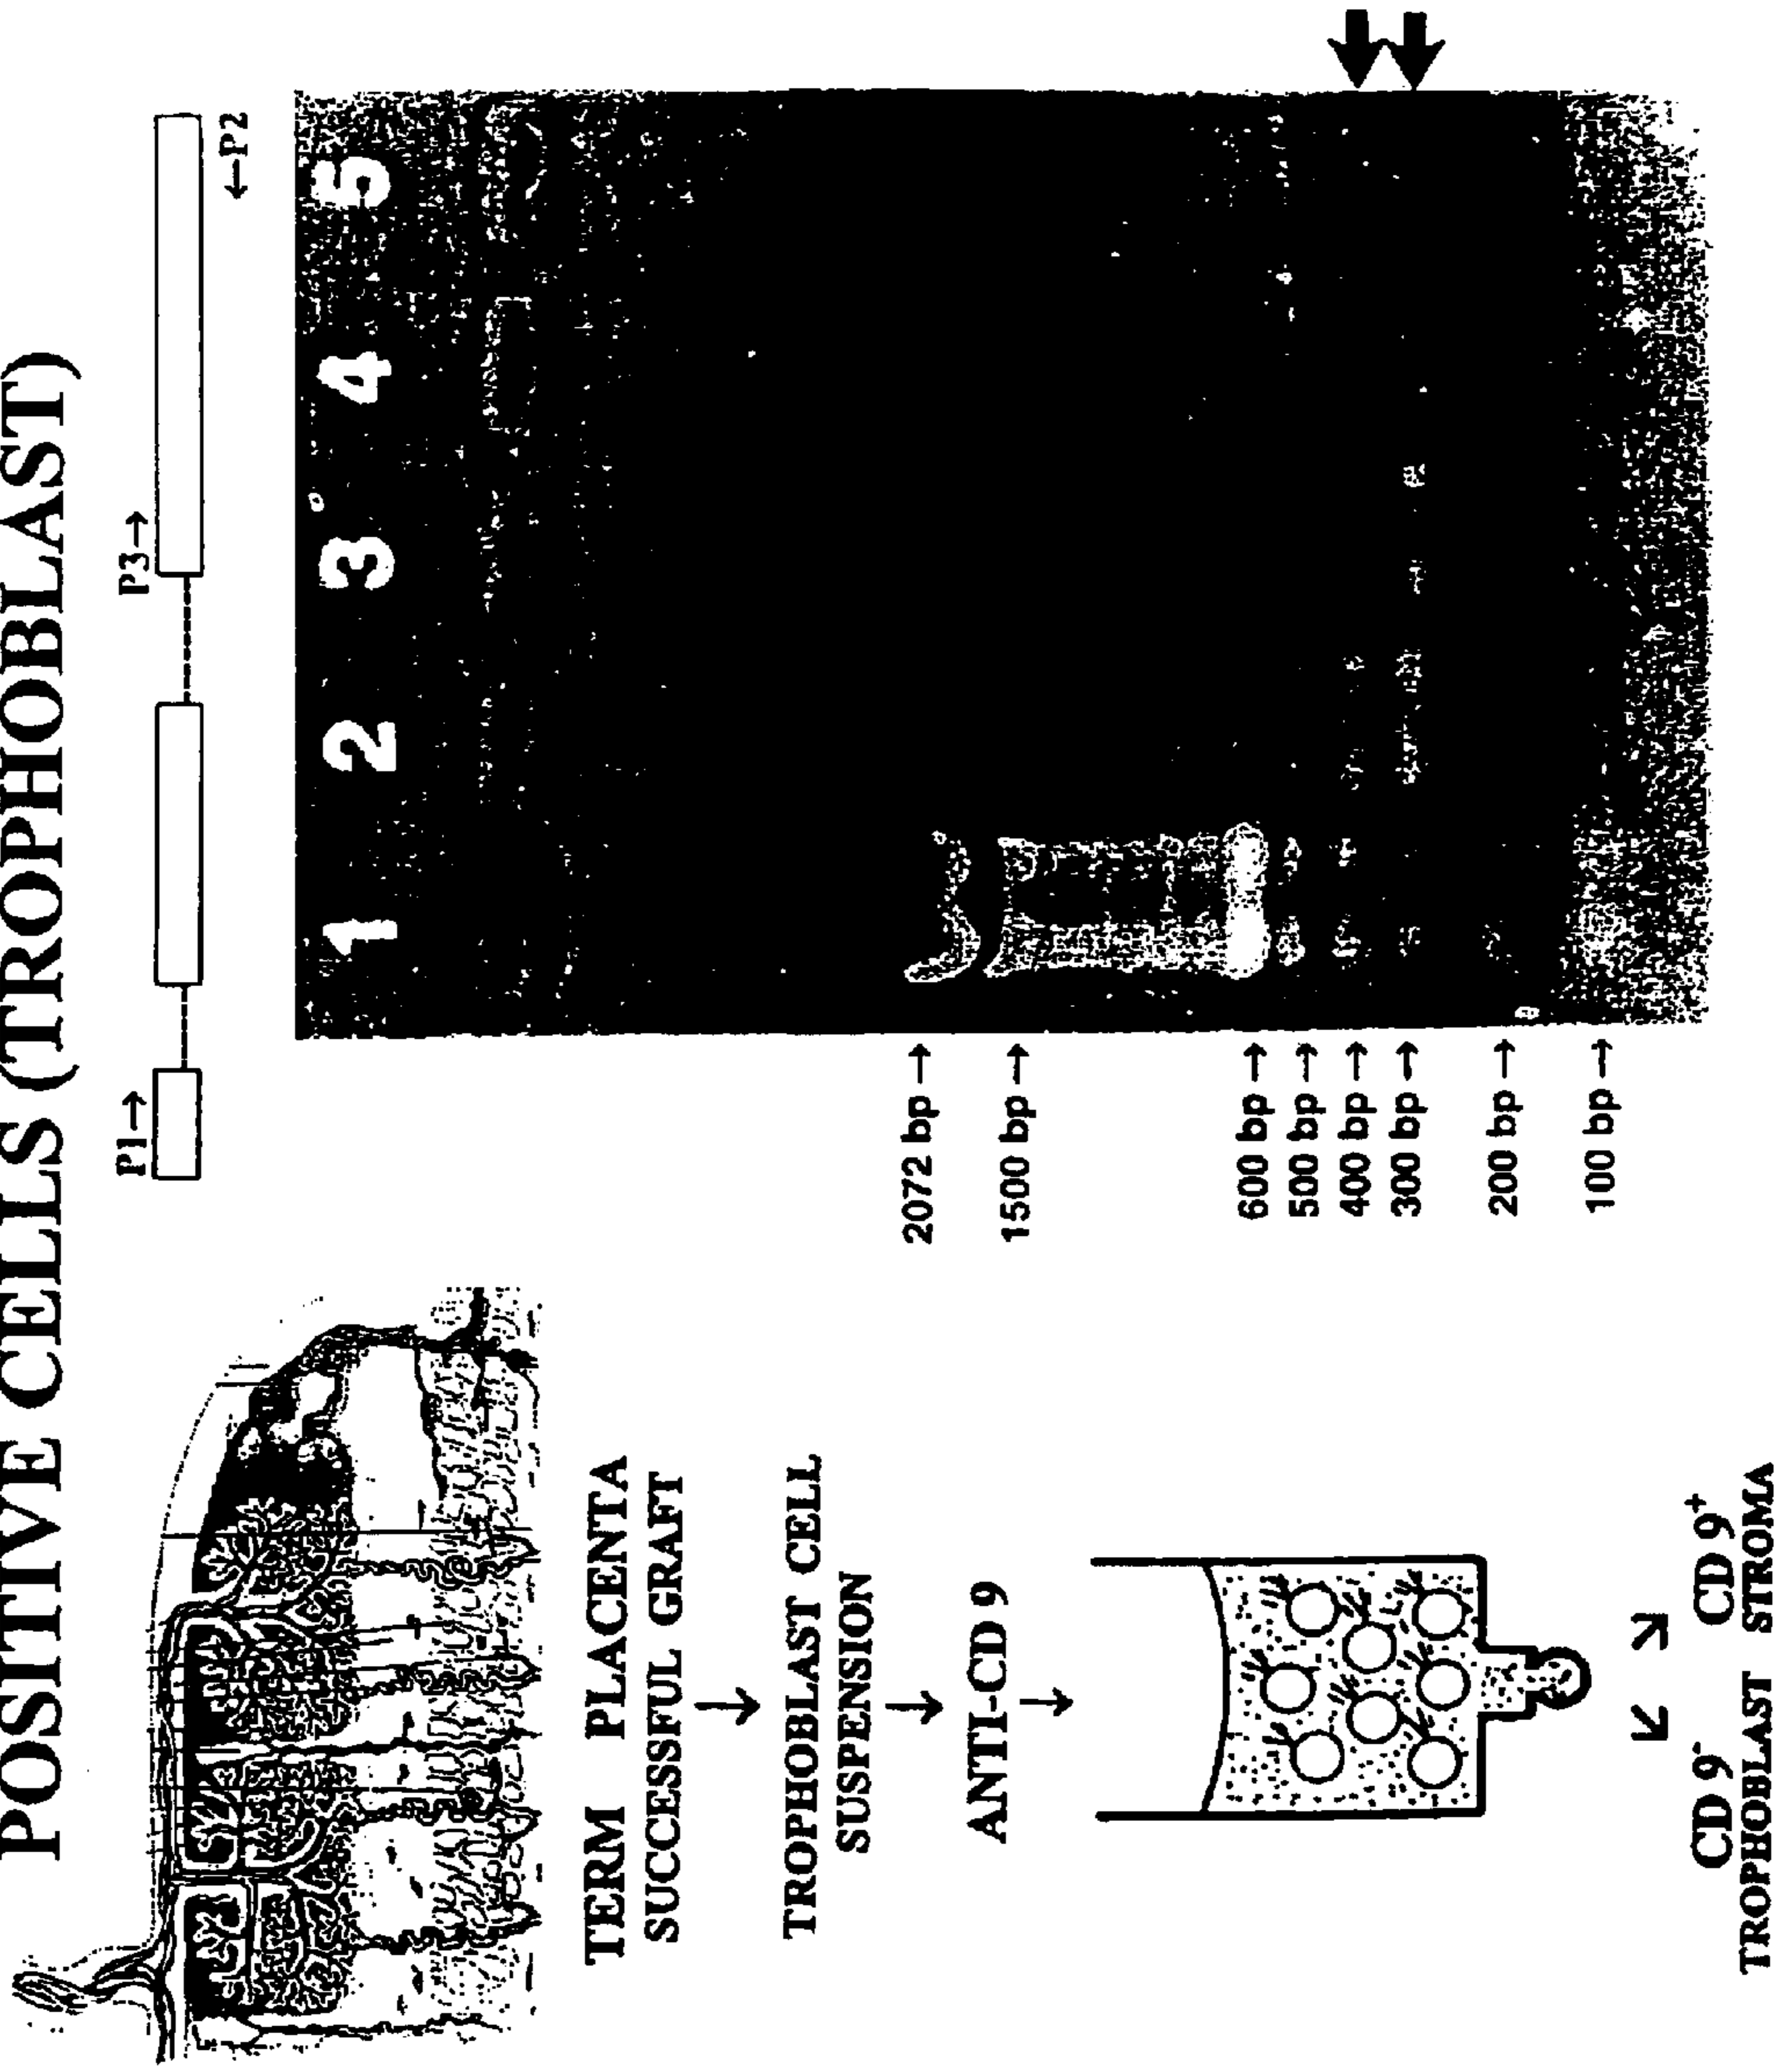 POSITIVE CELLS (TROPHOBLAST)
TERM PLACENTA
SUCCESSFUL GRAFT
↓
TROPHOBLAST CELL
SUSPENSION
↓
ANTI-CD 9
↓
CD 9⁻ CD 9⁺
TROPHOBLAST STROMA
P1→ P3→
←P2
1 2 3 4 5
2072 bp →
1500 bp →
600 bp →
500 bp →
400 bp →
300 bp →
200 bp →
100 bp →